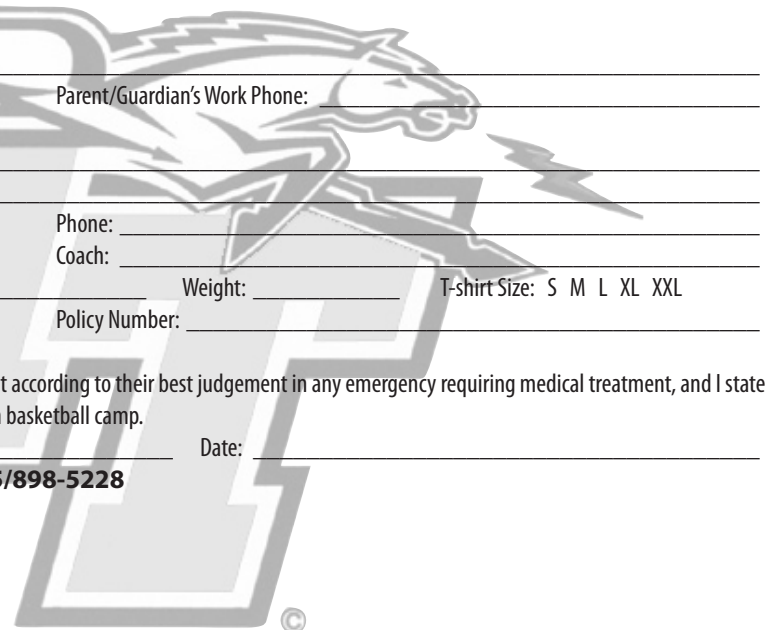 Parent/Guardian's Work Phone:
Phone:
Coach:
Weight: T-shirt Size: S M L XL XXL
Policy Number:
t according to their best judgement in any emergency requiring medical treatment, and I state
basketball camp.
Date:
/898-5228
©